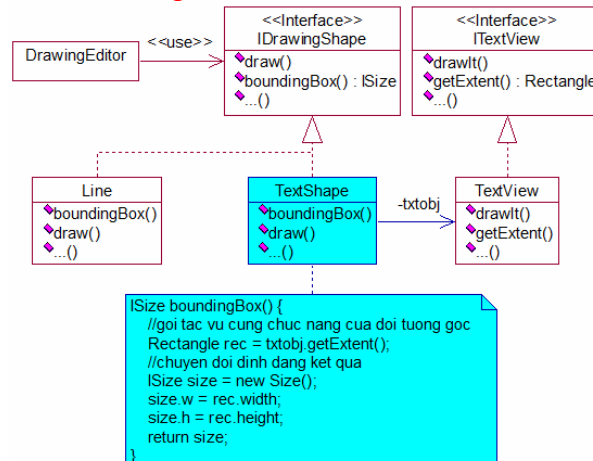 <<Interface>>
IDrawingShape
draw()
boundingBox() : ISize
...()
<<Interface>>
ITextView
drawIt()
getExtent() : Rectangle
...()
DrawingEditor
<<use>>
Line
boundingBox()
draw()
...()
TextShape
boundingBox()
draw()
...()
-txtobj
TextView
drawIt()
getExtent()
...()
ISize boundingBox() {
//goi tac vu cung chuc nang cua doi tuong goc
Rectangle rec = txtobj.getExtent();
//chuyen doi dinh dang ket qua
ISize size = new Size();
size.w = rec.width;
size.h = rec.height;
return size;
}